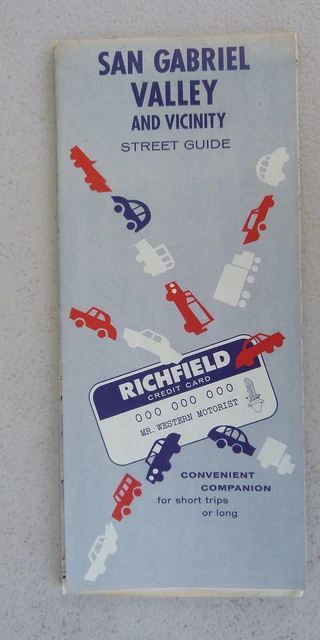 SAN GABRIEL
VALLEY
AND VICINITY
STREET GUIDE
RICHFIELD
CREDIT CARD
000 000 000
MR. WESTERN MOTORIST
CONVENIENT
COMPANION
for short trips
or long